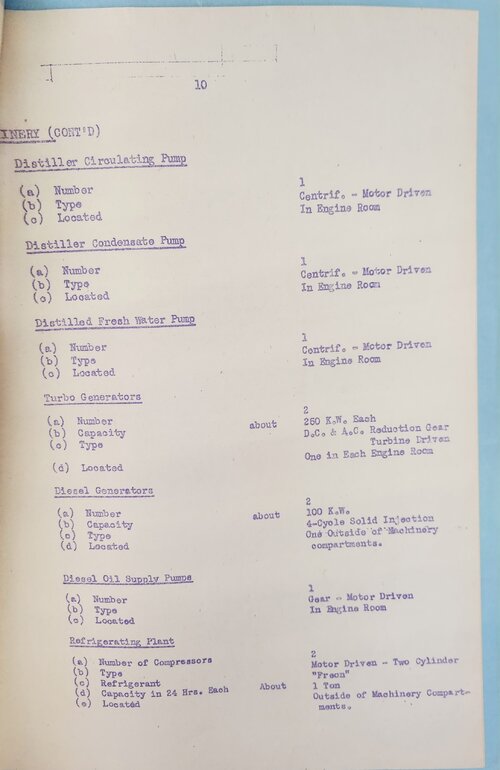 10
INERY (CONT'D)
Distiller Circulating Pump
(a) Number 1
(b) Type Centrif. - Motor Driven
(c) Located In Engine Room
Distiller Condensate Pump
(a) Number 1
(b) Type Centrif. - Motor Driven
(c) Located In Engine Room
Distilled Fresh Water Pump
(a) Number 1
(b) Type Centrif. - Motor Driven
(c) Located In Engine Room
Turbo Generators
(a) Number 2
(b) Capacity about 250 K.W. Each
(c) Type D.C. & A.C. Reduction Gear
Turbine Driven
(d) Located One in Each Engine Room
Diesel Generators
(a) Number 2
(b) Capacity about 100 K.W.
(c) Type 4-Cycle Solid Injection
(d) Located One Outside of Machinery
compartments.
Diesel Oil Supply Pumps
(a) Number 1
(b) Type Gear - Motor Driven
(c) Located In Engine Room
Refrigerating Plant
(a) Number of Compressors 2
(b) Type Motor Driven - Two Cylinder
(c) Refrigerant "Freon"
(d) Capacity in 24 Hrs. Each About 1 Ton
(e) Located Outside of Machinery Compart-
ments.